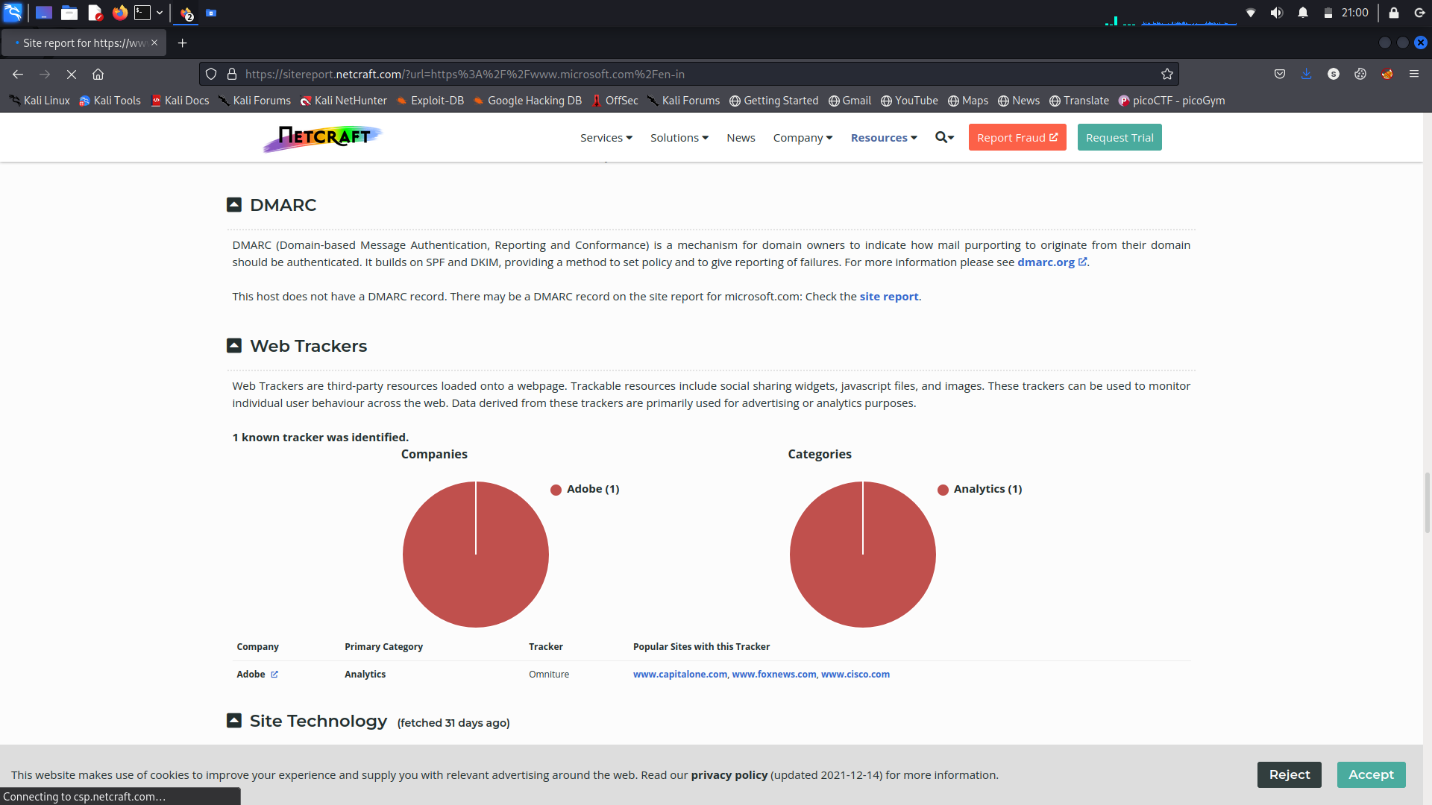 21:00
Site report for https://ww
https://sitereport.netcraft.com/?url=https%3A%2F%2Fwww.microsoft.com%2Fen-in
Kali Linux Kali Tools Kali Docs Kali Forums Kali NetHunter Exploit-DB Google Hacking DB OffSec Kali Forums Getting Started Gmail YouTube Maps News Translate picoCTF - picoGym
NETCRAFT Services Solutions News Company Resources Report Fraud Request Trial
DMARC
DMARC (Domain-based Message Authentication, Reporting and Conformance) is a mechanism for domain owners to indicate how mail purporting to originate from their domain
should be authenticated. It builds on SPF and DKIM, providing a method to set policy and to give reporting of failures. For more information please see dmarc.org.
This host does not have a DMARC record. There may be a DMARC record on the site report for microsoft.com: Check the site report.
Web Trackers
Web Trackers are third-party resources loaded onto a webpage. Trackable resources include social sharing widgets, javascript files, and images. These trackers can be used to monitor
individual user behaviour across the web. Data derived from these trackers are primarily used for advertising or analytics purposes.
1 known tracker was identified.
Companies Categories
Adobe (1) Analytics (1)
Company Primary Category Tracker Popular Sites with this Tracker
Adobe Analytics Omniture www.capitalone.com, www.foxnews.com, www.cisco.com
Site Technology (fetched 31 days ago)
This website makes use of cookies to improve your experience and supply you with relevant advertising around the web. Read our privacy policy (updated 2021-12-14) for more information. Reject Accept
Connecting to csp.netcraft.com…